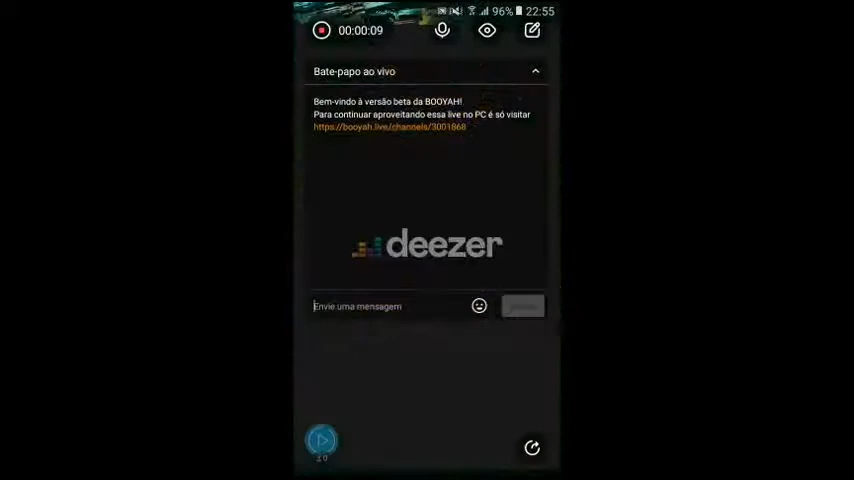 96% 22:55
00:00:09
Bate-papo ao vivo
Bem-vindo à versão beta da BOOYAH!
Para continuar aproveitando essa live no PC é só visitar
https://booyah.live/channels/3001868
deezer
Envie uma mensagem